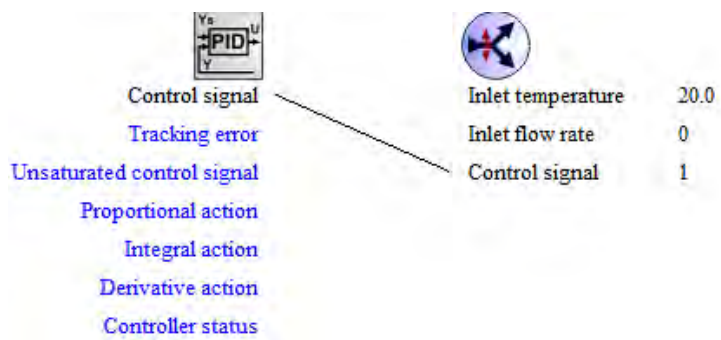 Ys
U
PID
Y
Control signal Inlet temperature 20.0
Tracking error Inlet flow rate 0
Unsaturated control signal Control signal 1
Proportional action
Integral action
Derivative action
Controller status